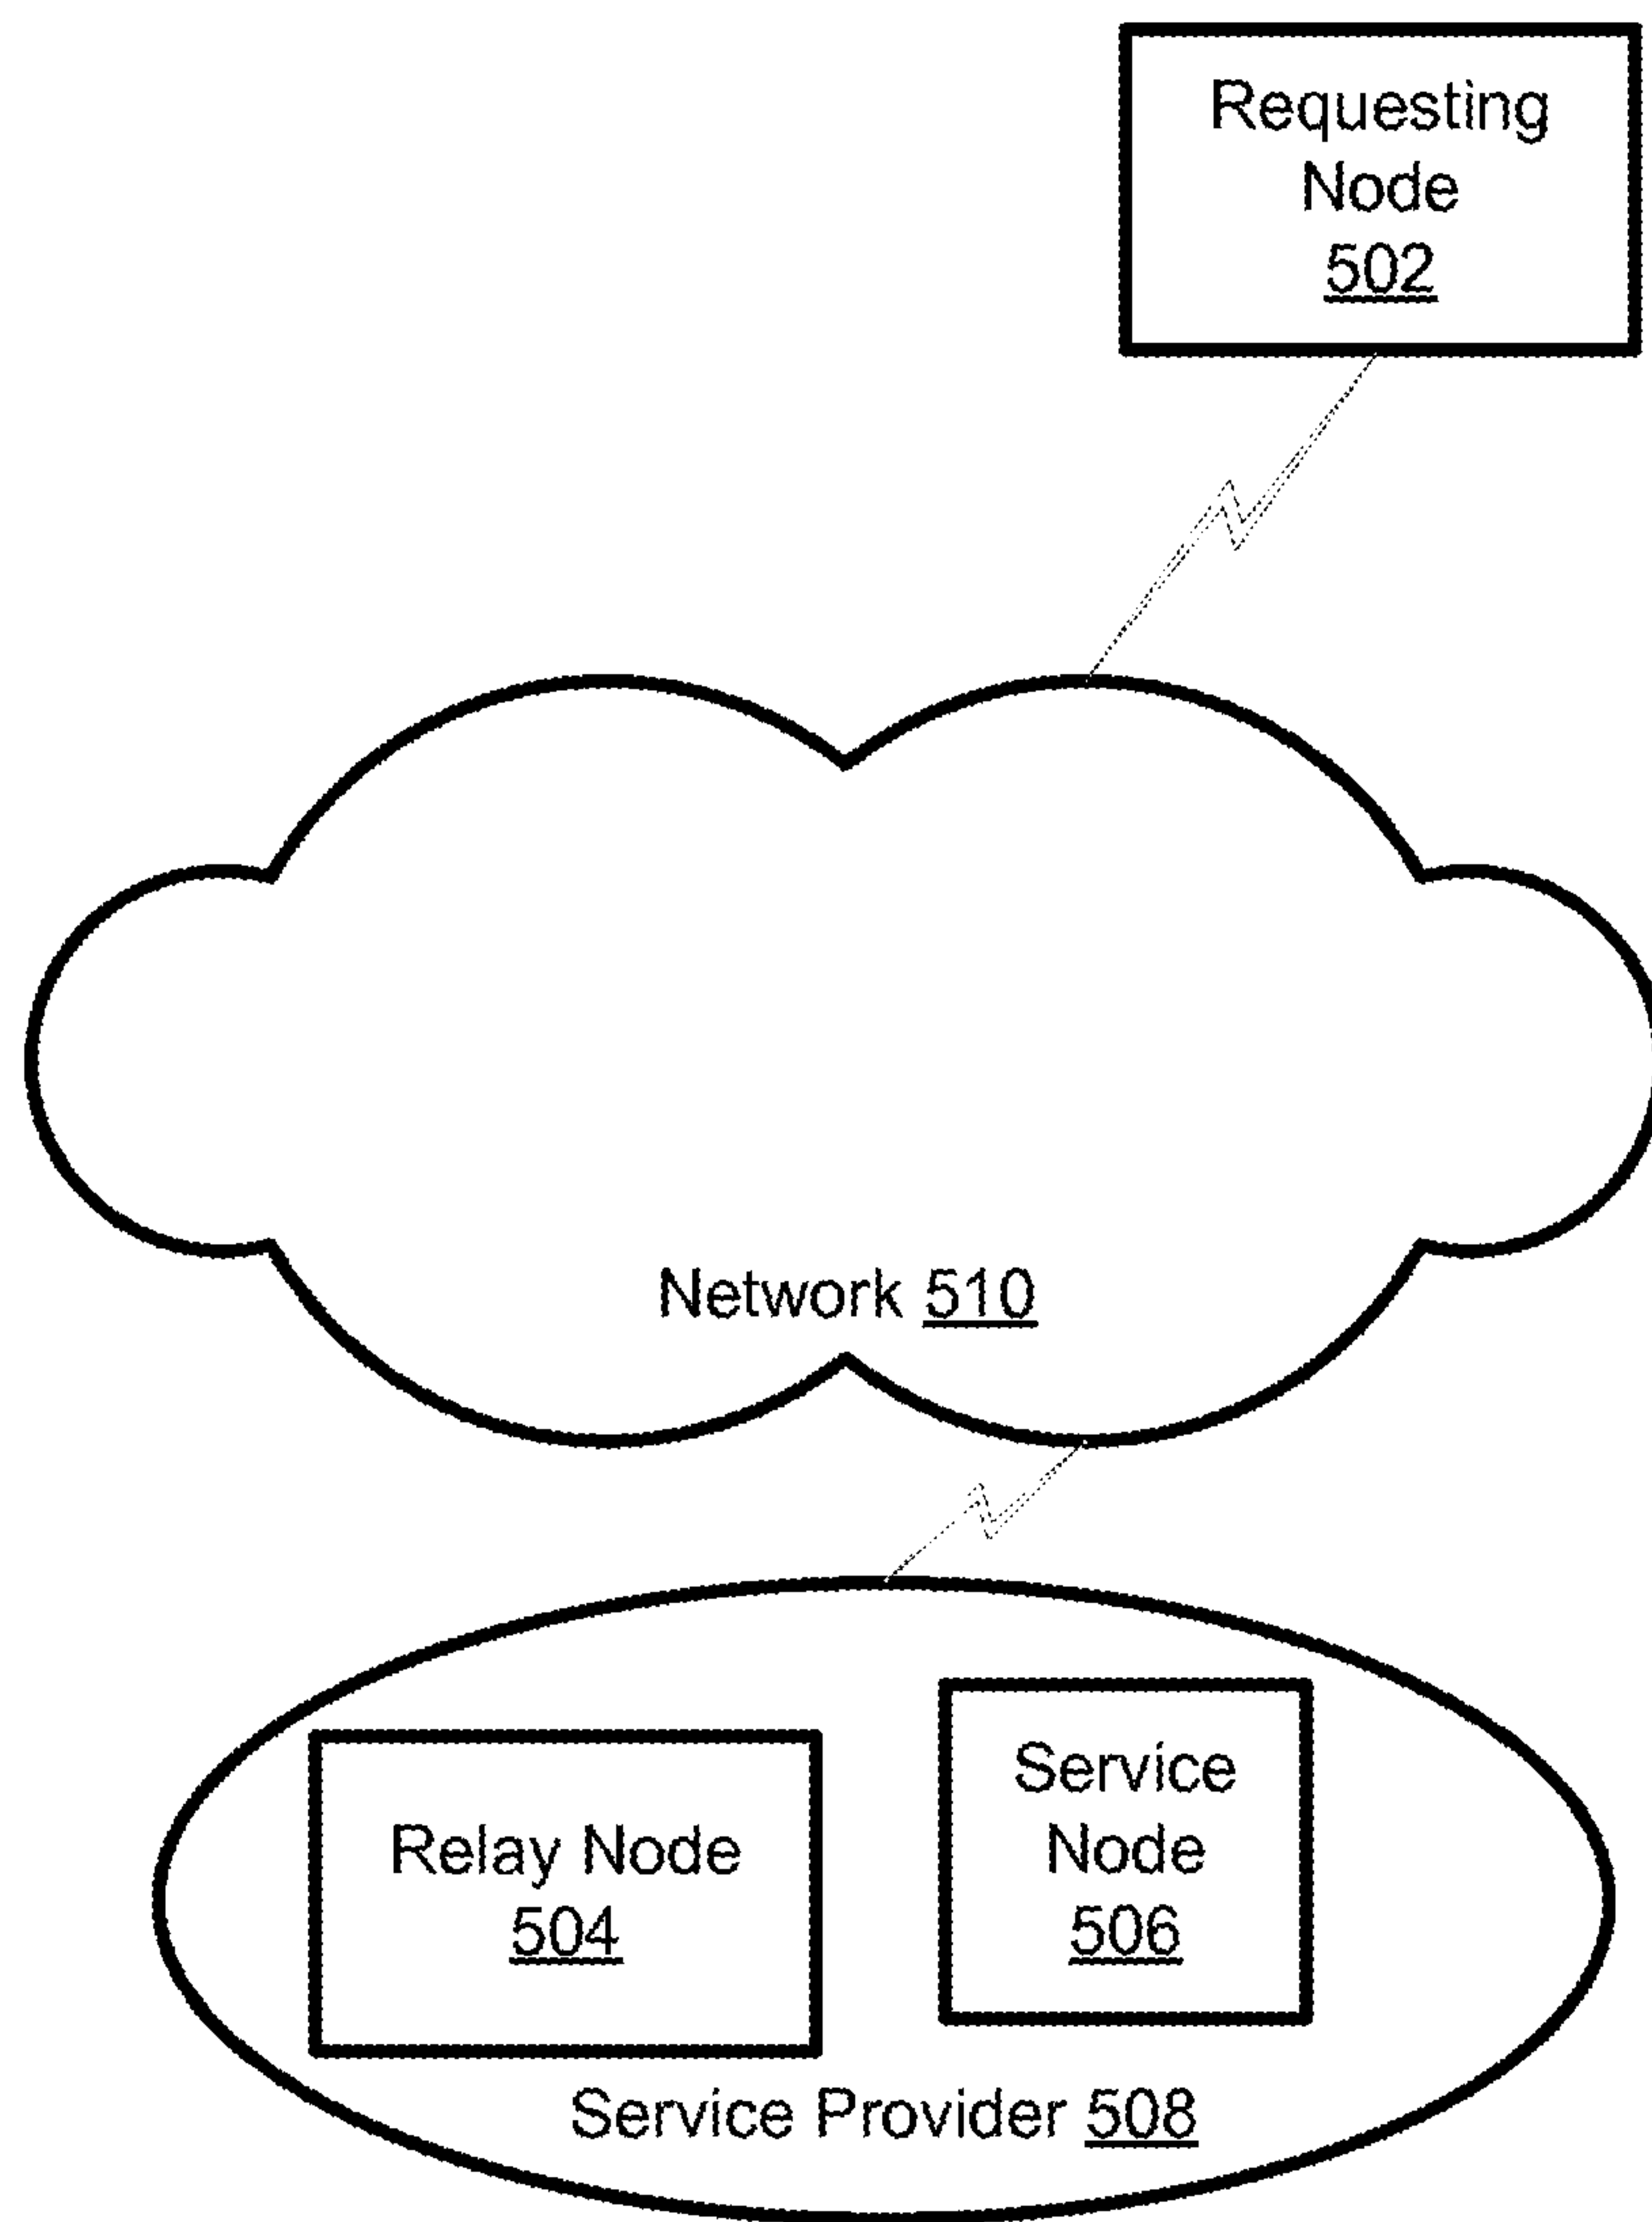 Requesting
Node
502
Network 510
Relay Node
504
Service
Node
506
Service Provider 508